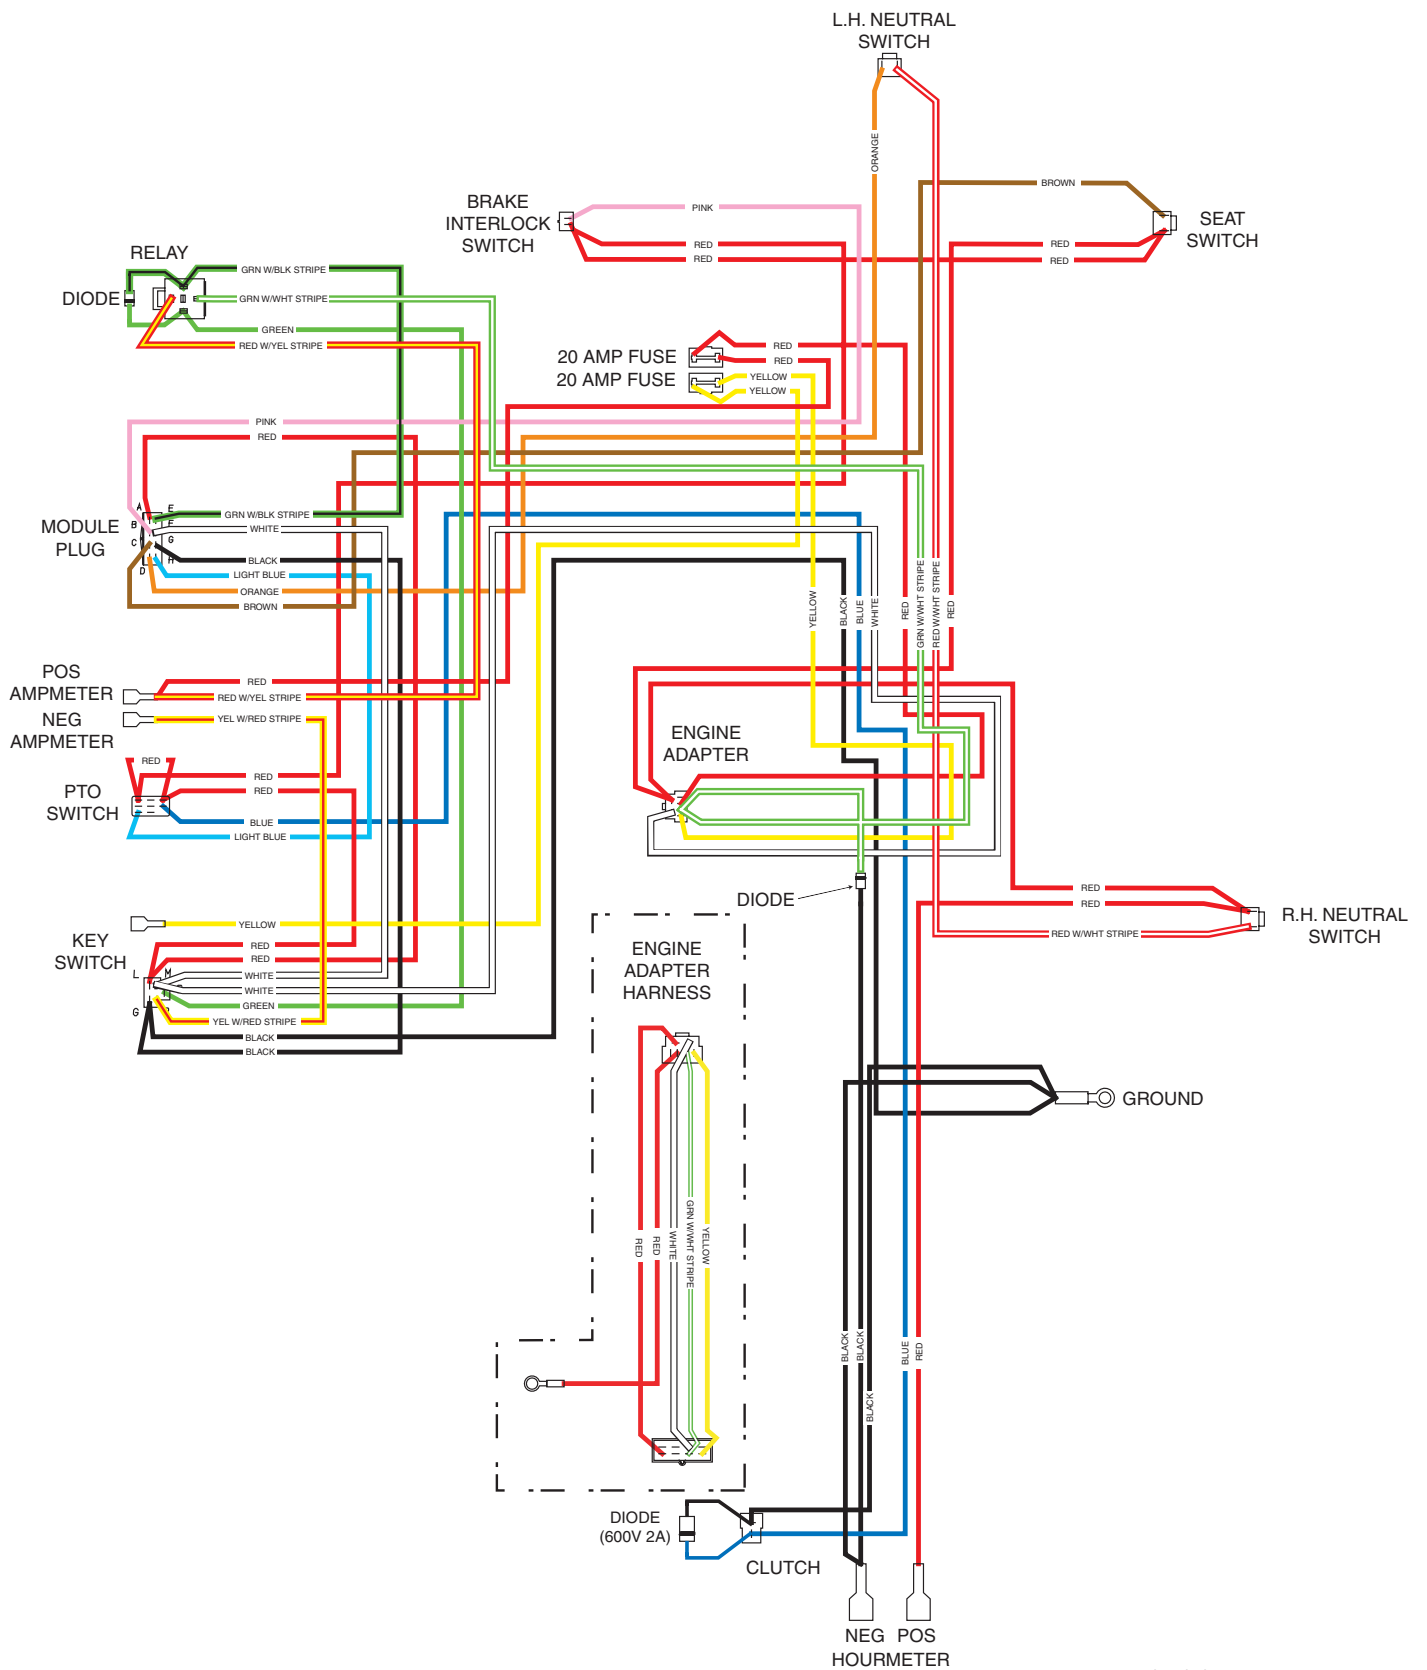 L.H. NEUTRAL
SWITCH
ORANGE
BROWN
BRAKE
INTERLOCK
SWITCH
PINK
RED
RED
RED
RED
SEAT
SWITCH
RELAY
DIODE
GRN W/BLK STRIPE
GRN W/WHT STRIPE
GREEN
RED W/YEL STRIPE
20 AMP FUSE
20 AMP FUSE
RED
RED
YELLOW
YELLOW
PINK
RED
MODULE
PLUG
A
B
C
D
E
F
G
H
GRN W/BLK STRIPE
WHITE
BLACK
LIGHT BLUE
ORANGE
BROWN
YELLOW
BLACK
BLUE
WHITE
RED
GRN W/WHT STRIPE
RED W/WHT STRIPE
RED
POS
AMPMETER
NEG
AMPMETER
RED
RED W/YEL STRIPE
YEL W/RED STRIPE
PTO
SWITCH
RED
RED
RED
BLUE
LIGHT BLUE
ENGINE
ADAPTER
DIODE
RED
RED
RED W/WHT STRIPE
R.H. NEUTRAL
SWITCH
KEY
SWITCH
L
M
G
YELLOW
RED
RED
WHITE
WHITE
GREEN
YEL W/RED STRIPE
BLACK
BLACK
ENGINE
ADAPTER
HARNESS
RED
RED
WHITE
GRN W/WHT STRIPE
YELLOW
GROUND
BLACK
BLACK
BLACK
BLUE
RED
DIODE
(600V 2A)
CLUTCH
NEG POS
HOURMETER